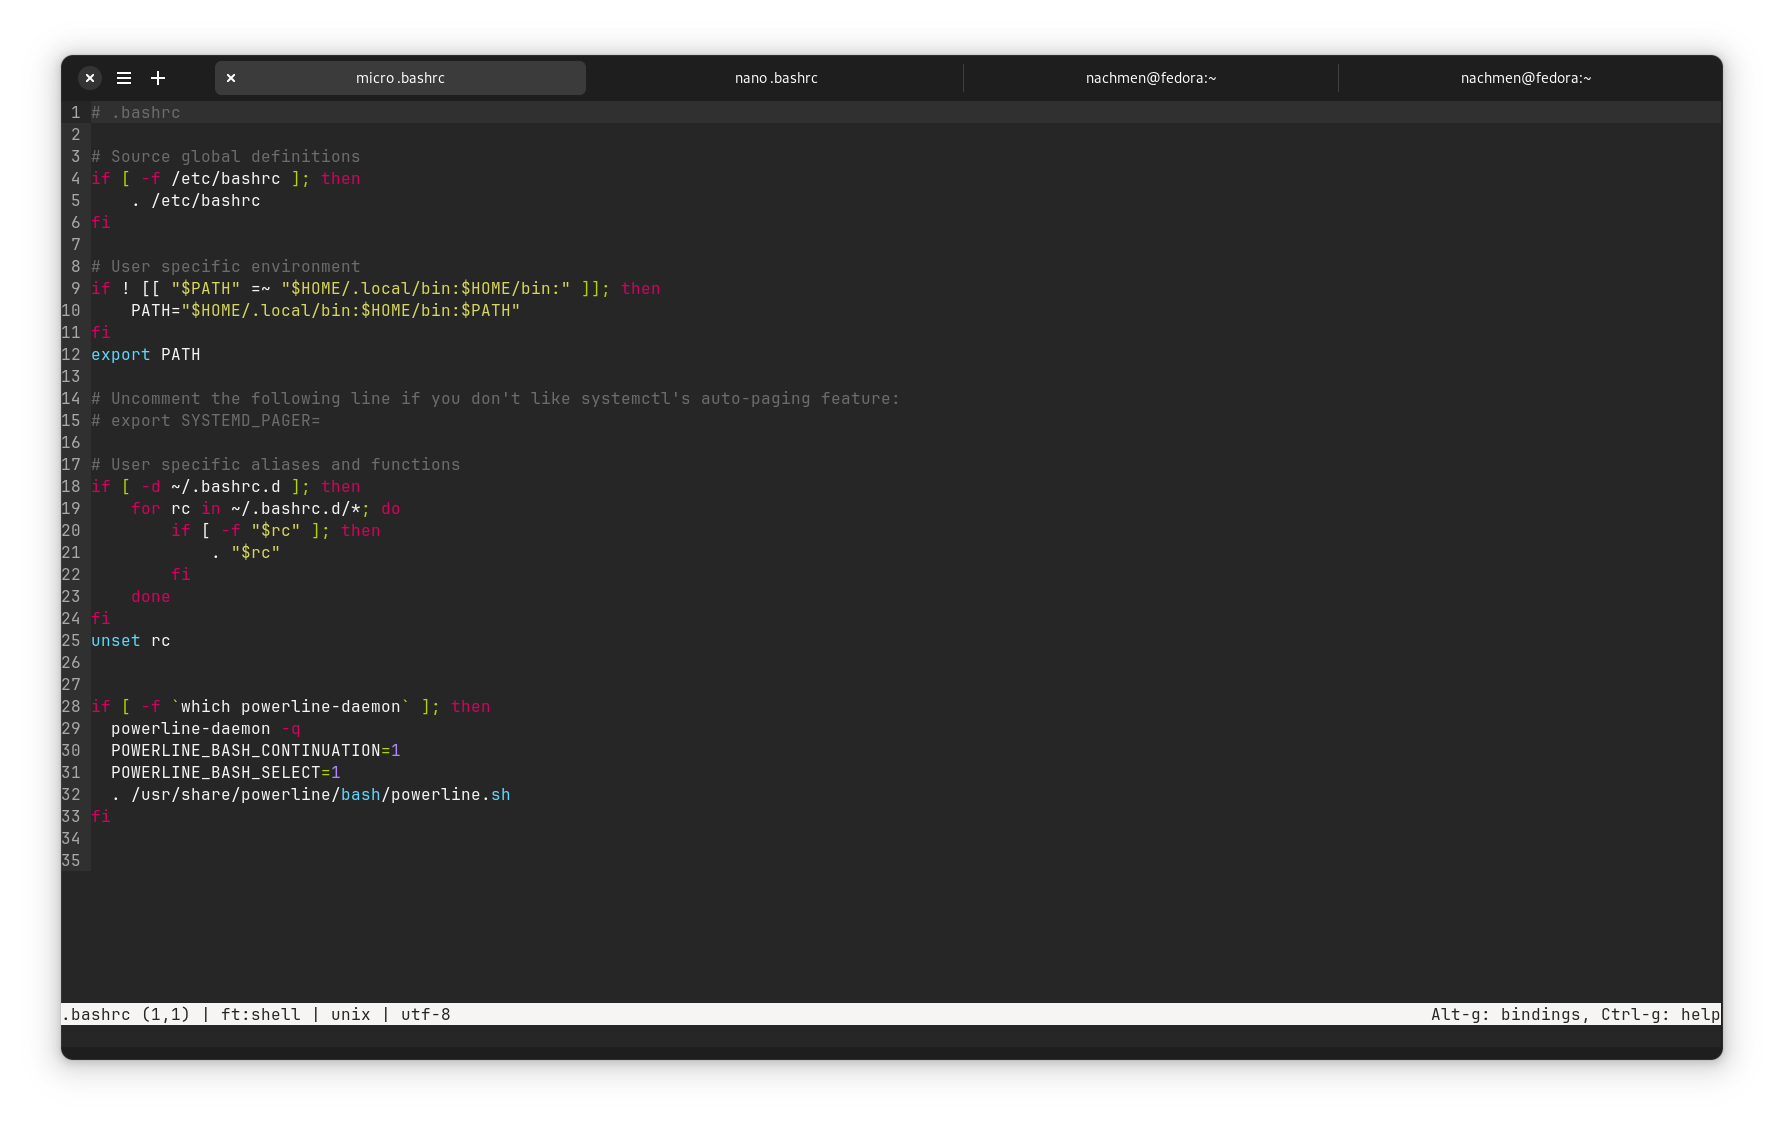 micro .bashrc nano .bashrc nachmen@fedora:~ nachmen@fedora:~
1 # .bashrc
2
3 # Source global definitions
4 if [ -f /etc/bashrc ]; then
5     . /etc/bashrc
6 fi
7
8 # User specific environment
9 if ! [[ "$PATH" =~ "$HOME/.local/bin:$HOME/bin:" ]]; then
10     PATH="$HOME/.local/bin:$HOME/bin:$PATH"
11 fi
12 export PATH
13
14 # Uncomment the following line if you don't like systemctl's auto-paging feature:
15 # export SYSTEMD_PAGER=
16
17 # User specific aliases and functions
18 if [ -d ~/.bashrc.d ]; then
19     for rc in ~/.bashrc.d/*; do
20         if [ -f "$rc" ]; then
21             . "$rc"
22         fi
23     done
24 fi
25 unset rc
26
27
28 if [ -f `which powerline-daemon` ]; then
29   powerline-daemon -q
30   POWERLINE_BASH_CONTINUATION=1
31   POWERLINE_BASH_SELECT=1
32   . /usr/share/powerline/bash/powerline.sh
33 fi
34
35
.bashrc (1,1) | ft:shell | unix | utf-8 Alt-g: bindings, Ctrl-g: help